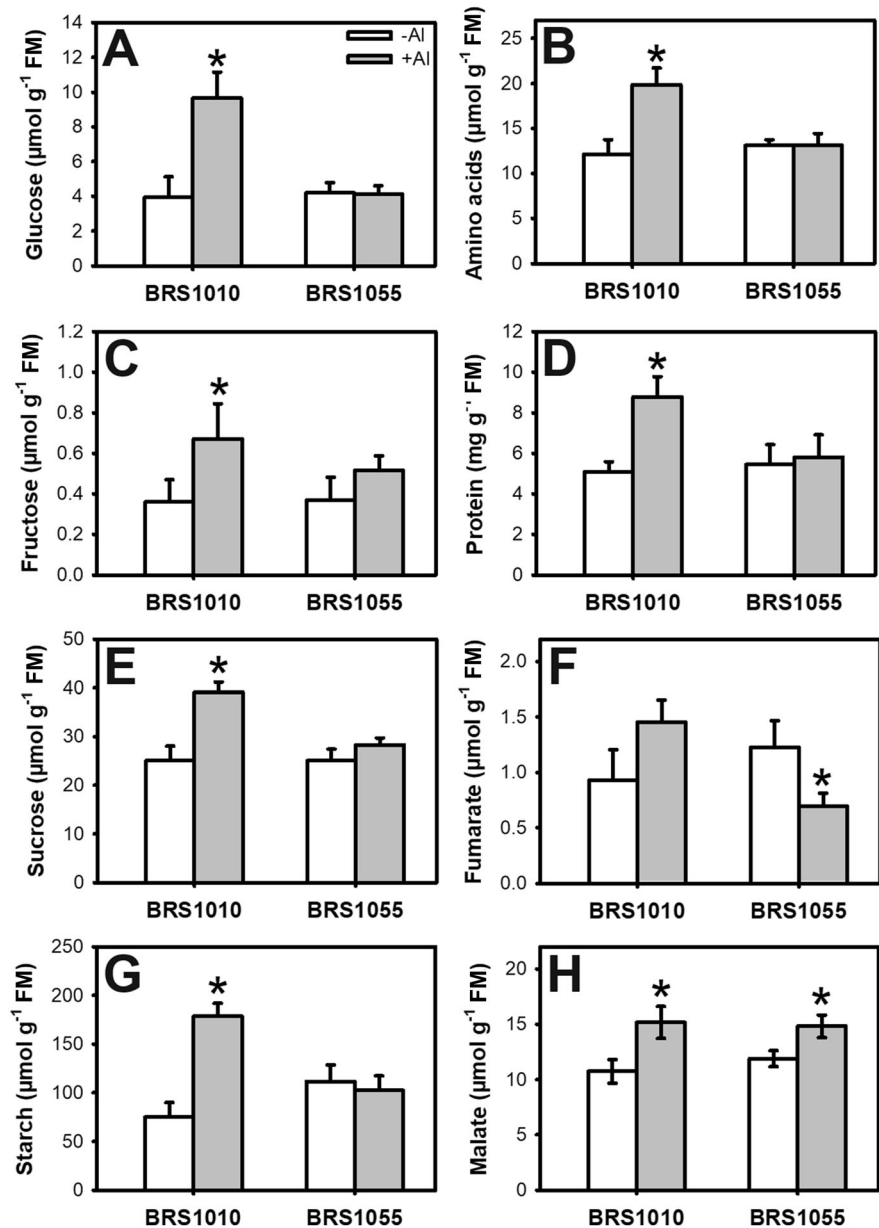 A
Glucose (µmol g⁻¹ FM)
14
12
10
8
6
4
2
0
*
-Al
+Al
BRS1010 BRS1055
B
Amino acids (µmol g⁻¹ FM)
25
20
15
10
5
0
*
BRS1010 BRS1055
C
Fructose (µmol g⁻¹ FM)
1.2
1.0
0.8
0.6
0.4
0.2
0.0
*
BRS1010 BRS1055
D
Protein (mg g⁻¹ FM)
12
10
8
6
4
2
0
*
BRS1010 BRS1055
E
Sucrose (µmol g⁻¹ FM)
50
40
30
20
10
0
*
BRS1010 BRS1055
F
Fumarate (µmol g⁻¹ FM)
2.0
1.5
1.0
0.5
0.0
*
BRS1010 BRS1055
G
Starch (µmol g⁻¹ FM)
250
200
150
100
50
0
*
BRS1010 BRS1055
H
Malate (µmol g⁻¹ FM)
20
15
10
5
0
* *
BRS1010 BRS1055